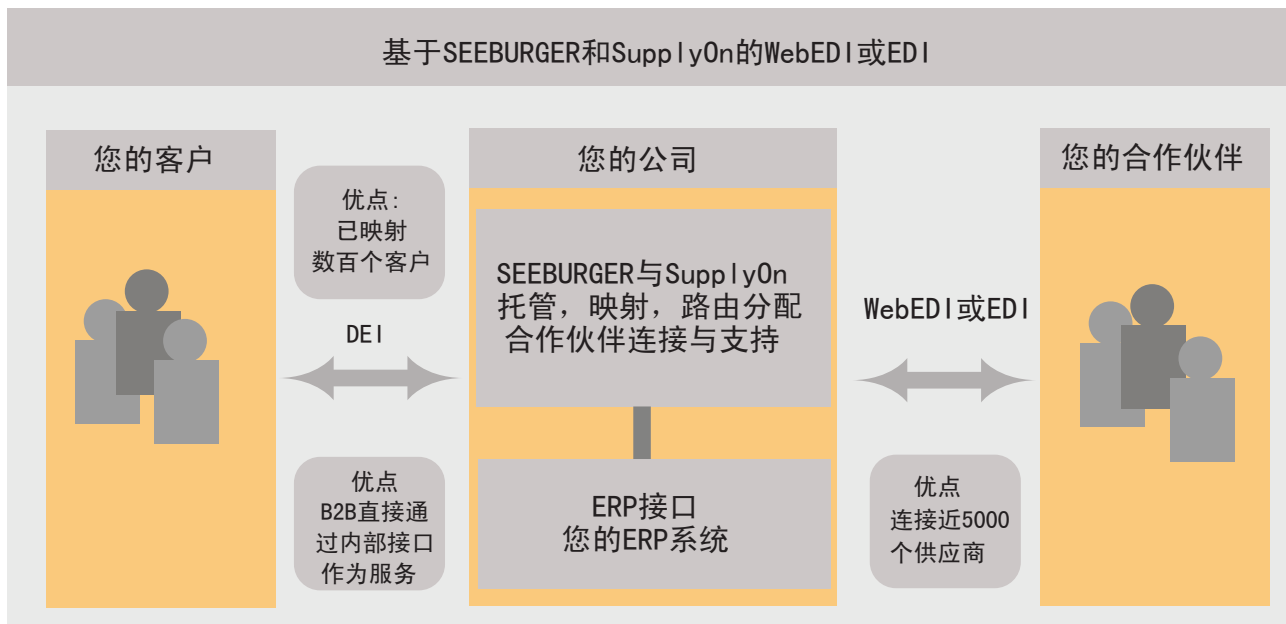 基于SEEBURGER和SupplyOn的WebEDI或EDI
您的客户
优点:
已映射
数百个客户
DEI
优点
B2B直接通
过内部接口
作为服务
您的公司
SEEBURGER与SupplyOn
托管，映射，路由分配
合作伙伴连接与支持
ERP接口
您的ERP系统
WebEDI或EDI
优点
连接近5000
个供应商
您的合作伙伴